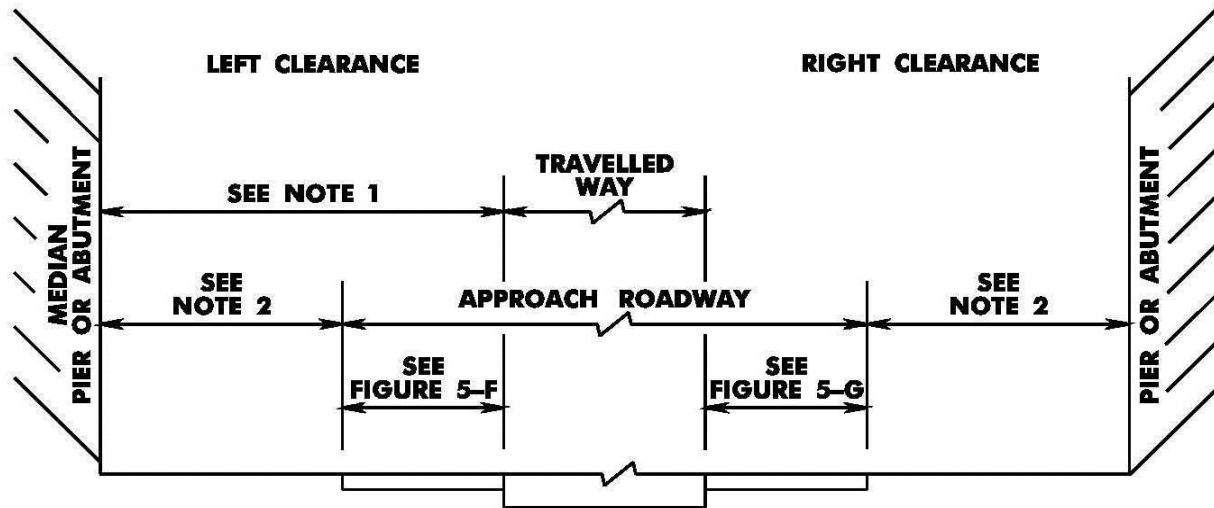 LEFT CLEARANCE
RIGHT CLEARANCE
TRAVELLED
WAY
SEE NOTE 1
MEDIAN
PIER OR ABUTMENT
SEE
NOTE 2
APPROACH ROADWAY
SEE
NOTE 2
PIER OR ABUTMENT
SEE
FIGURE 5-F
SEE
FIGURE 5-G